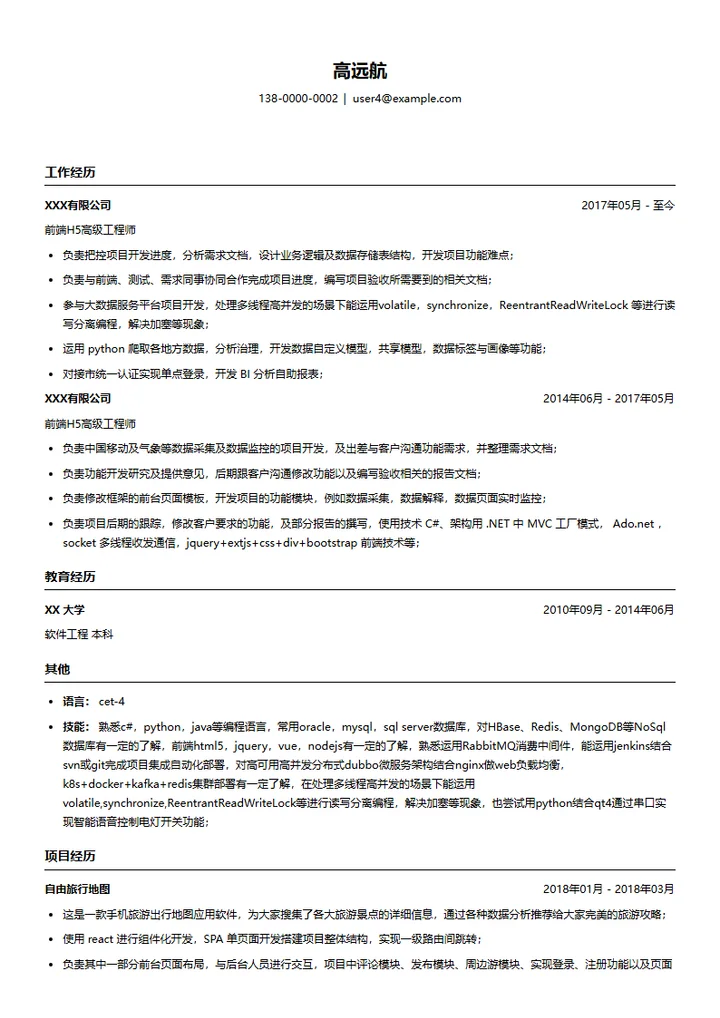 高远航
138-0000-0002 | user4@example.com
工作经历
XXX有限公司 2017年05月 - 至今
前端H5高级工程师
• 负责把控项目开发进度，分析需求文档，设计业务逻辑及数据存储表结构，开发项目功能难点；
• 负责与前端、测试、需求同事协同合作完成项目进度，编写项目验收所需要到的相关文档；
• 参与大数据服务平台项目开发，处理多线程高并发的场景下能运用volatile，synchronize，ReentrantReadWriteLock 等进行读
写分离编程，解决加塞等现象；
• 运用 python 爬取各地方数据，分析治理，开发数据自定义模型，共享模型，数据标签与画像等功能；
• 对接市统一认证实现单点登录，开发 BI 分析自助报表；
XXX有限公司 2014年06月 - 2017年05月
前端H5高级工程师
• 负责中国移动及气象等数据采集及数据监控的项目开发，及出差与客户沟通功能需求，并整理需求文档；
• 负责功能开发研究及提供意见，后期跟客户沟通修改功能以及编写验收相关的报告文档；
• 负责修改框架的前台页面模板，开发项目的功能模块，例如数据采集，数据解释，数据页面实时监控；
• 负责项目后期的跟踪，修改客户要求的功能，及部分报告的撰写，使用技术 C#、架构用 .NET 中 MVC 工厂模式， Ado.net ，
socket 多线程收发通信，jquery+extjs+css+div+bootstrap 前端技术等；
教育经历
XX 大学 2010年09月 - 2014年06月
软件工程 本科
其他
• 语言： cet-4
• 技能： 熟悉c#，python，java等编程语言，常用oracle，mysql，sql server数据库，对HBase、Redis、MongoDB等NoSql
数据库有一定的了解，前端html5，jquery，vue，nodejs有一定的了解，熟悉运用RabbitMQ消费中间件，能运用jenkins结合
svn或git完成项目集成自动化部署，对高可用高并发分布式dubbo微服务架构结合nginx做web负载均衡，
k8s+docker+kafka+redis集群部署有一定了解，在处理多线程高并发的场景下能运用
volatile,synchronize,ReentrantReadWriteLock等进行读写分离编程，解决加塞等现象，也尝试用python结合qt4通过串口实
现智能语音控制电灯开关功能；
项目经历
自由旅行地图 2018年01月 - 2018年03月
• 这是一款手机旅游出行地图应用软件，为大家搜集了各大旅游景点的详细信息，通过各种数据分析推荐给大家完美的旅游攻略；
• 使用 react 进行组件化开发，SPA 单页面开发搭建项目整体结构，实现一级路由间跳转；
• 负责其中一部分前台页面布局，与后台人员进行交互，项目中评论模块、发布模块、周边游模块、实现登录、注册功能以及页面